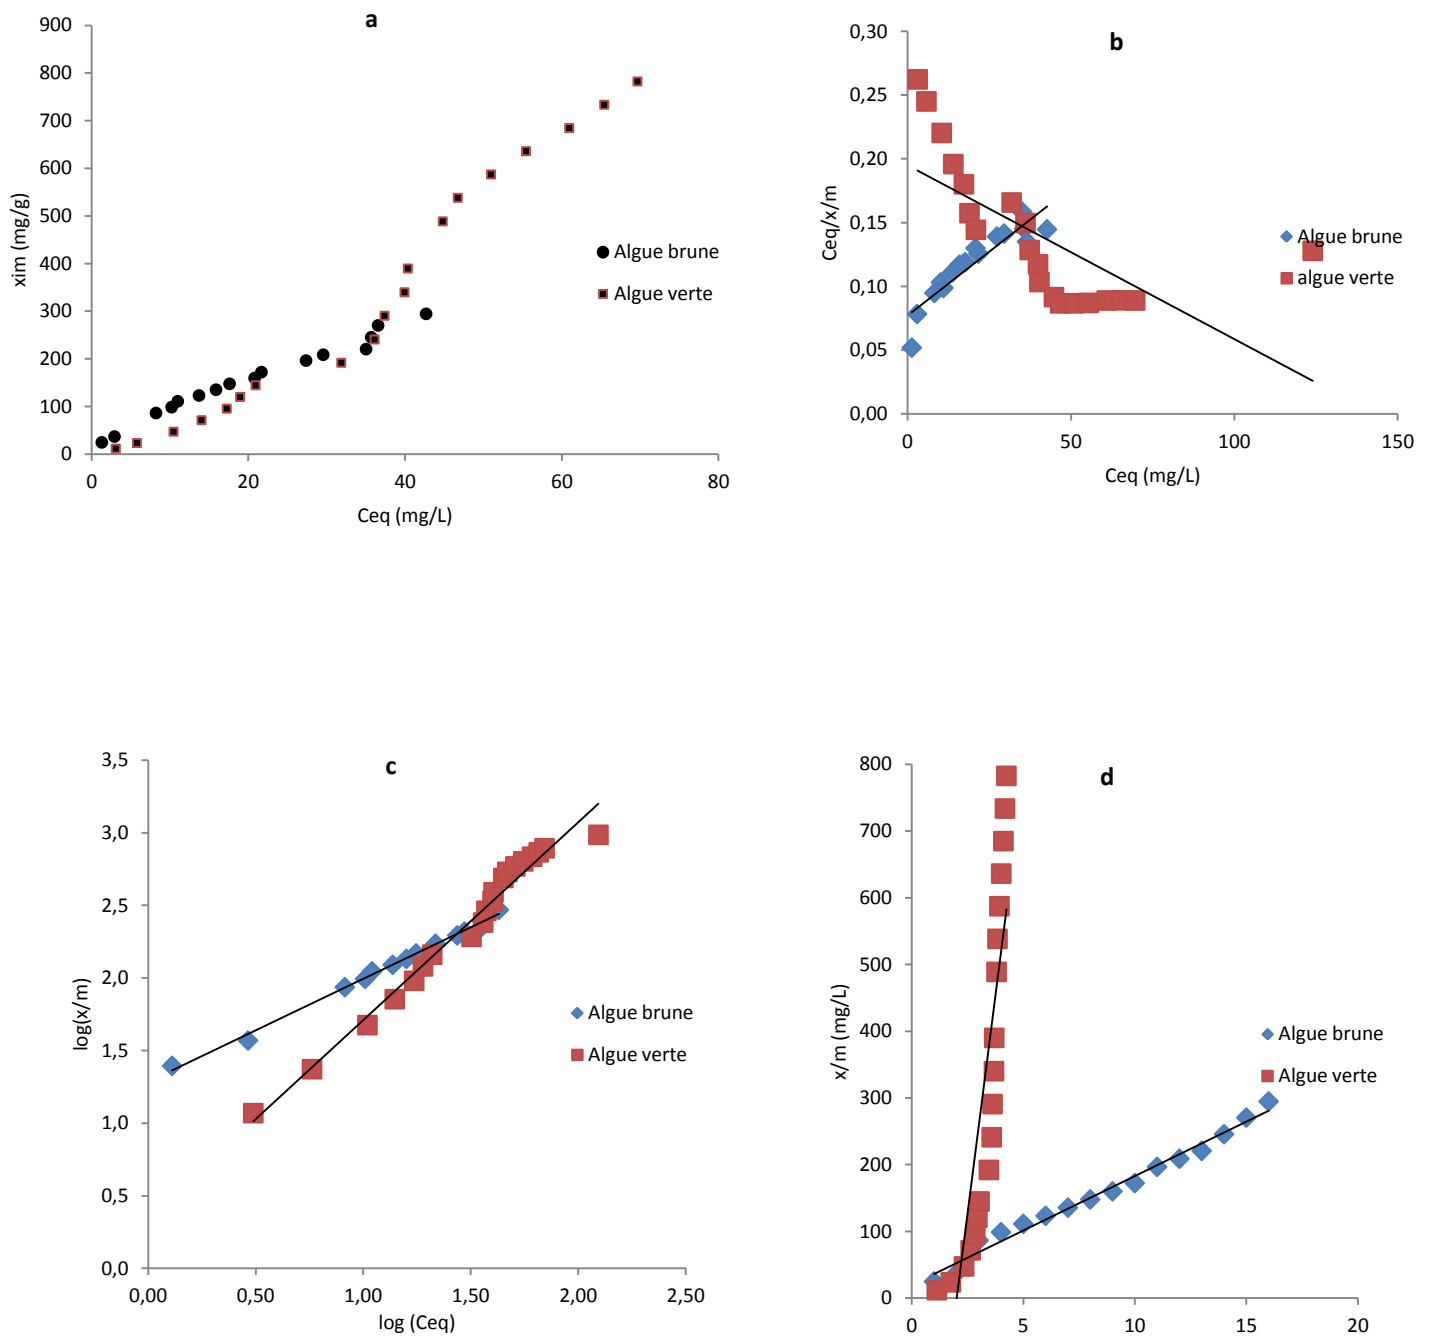 a
900
800
700
600
500
400
300
200
100
0
0 20 40 60 80
xim (mg/g)
Ceq (mg/L)
Algue brune
Algue verte
b
0,30
0,25
0,20
0,15
0,10
0,05
0,00
0 50 100 150
Ceq/x/m
Ceq (mg/L)
Algue brune
algue verte
c
3,5
3,0
2,5
2,0
1,5
1,0
0,5
0,0
0,00 0,50 1,00 1,50 2,00 2,50
log(x/m)
log (Ceq)
Algue brune
Algue verte
d
800
700
600
500
400
300
200
100
0
0 5 10 15 20
x/m (mg/L)
Algue brune
Algue verte